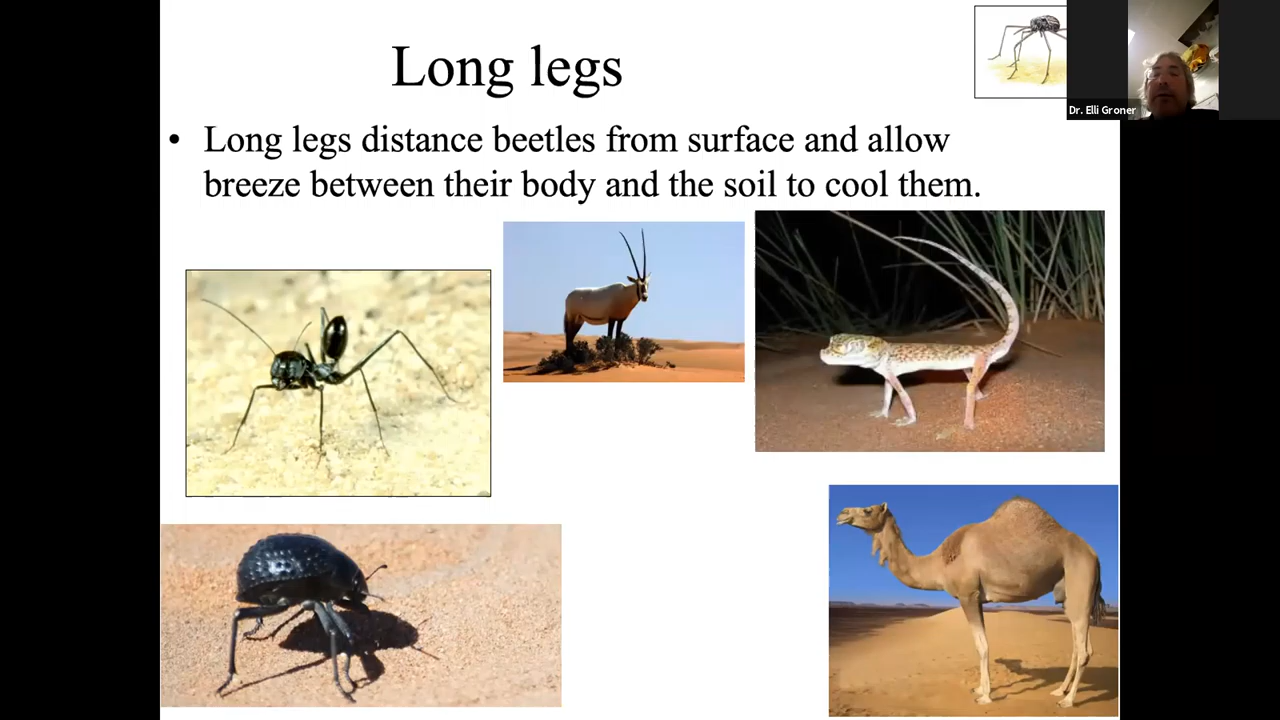 Long legs
Dr. Elli Groner
• Long legs distance beetles from surface and allow
breeze between their body and the soil to cool them.